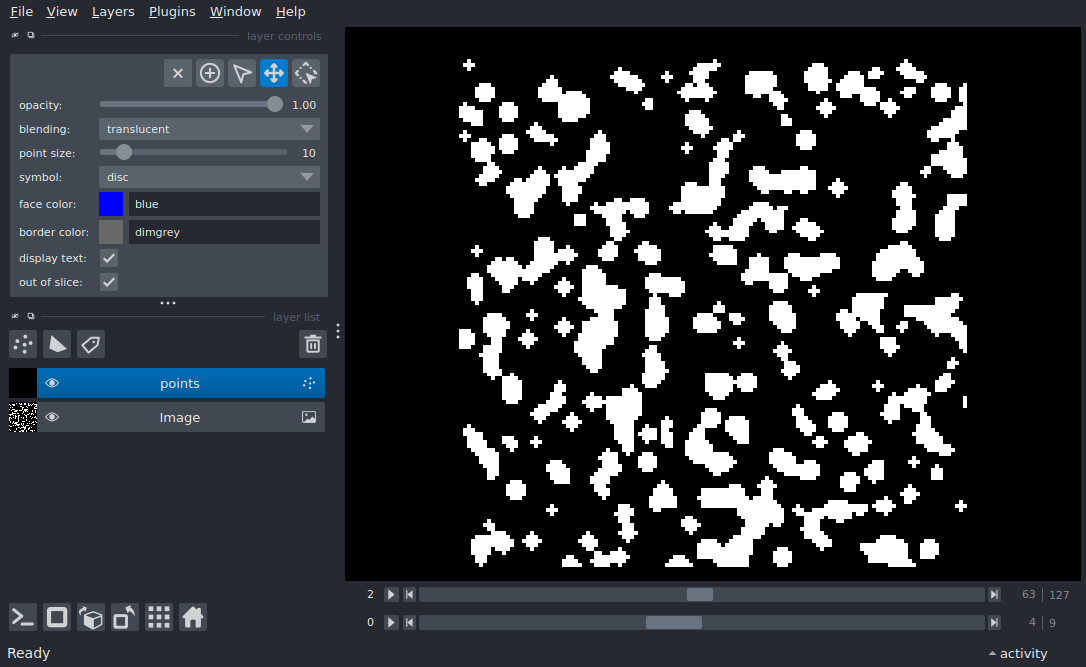 File View Layers Plugins Window Help
layer controls
opacity: 1.00
blending: translucent
point size: 10
symbol: disc
face color: blue
border color: dimgrey
display text:
out of slice:
layer list
points
Image
2 63 127
0 4 9
Ready activity